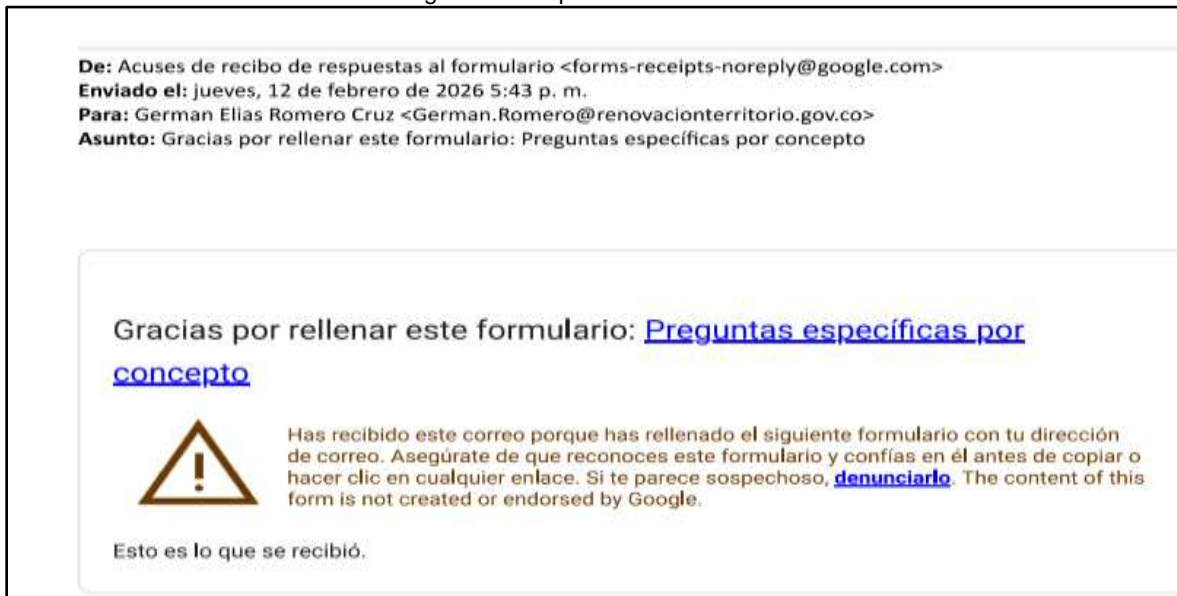 De: Acuses de recibo de respuestas al formulario <forms-receipts-noreply@google.com>
Enviado el: jueves, 12 de febrero de 2026 5:43 p. m.
Para: German Elias Romero Cruz <German.Romero@renovacionterritorio.gov.co>
Asunto: Gracias por rellenar este formulario: Preguntas específicas por concepto
Gracias por rellenar este formulario: Preguntas específicas por
concepto
Has recibido este correo porque has rellenado el siguiente formulario con tu dirección
de correo. Asegúrate de que reconoces este formulario y confías en él antes de copiar o
hacer clic en cualquier enlace. Si te parece sospechoso, denunciarlo. The content of this
form is not created or endorsed by Google.
Esto es lo que se recibió.